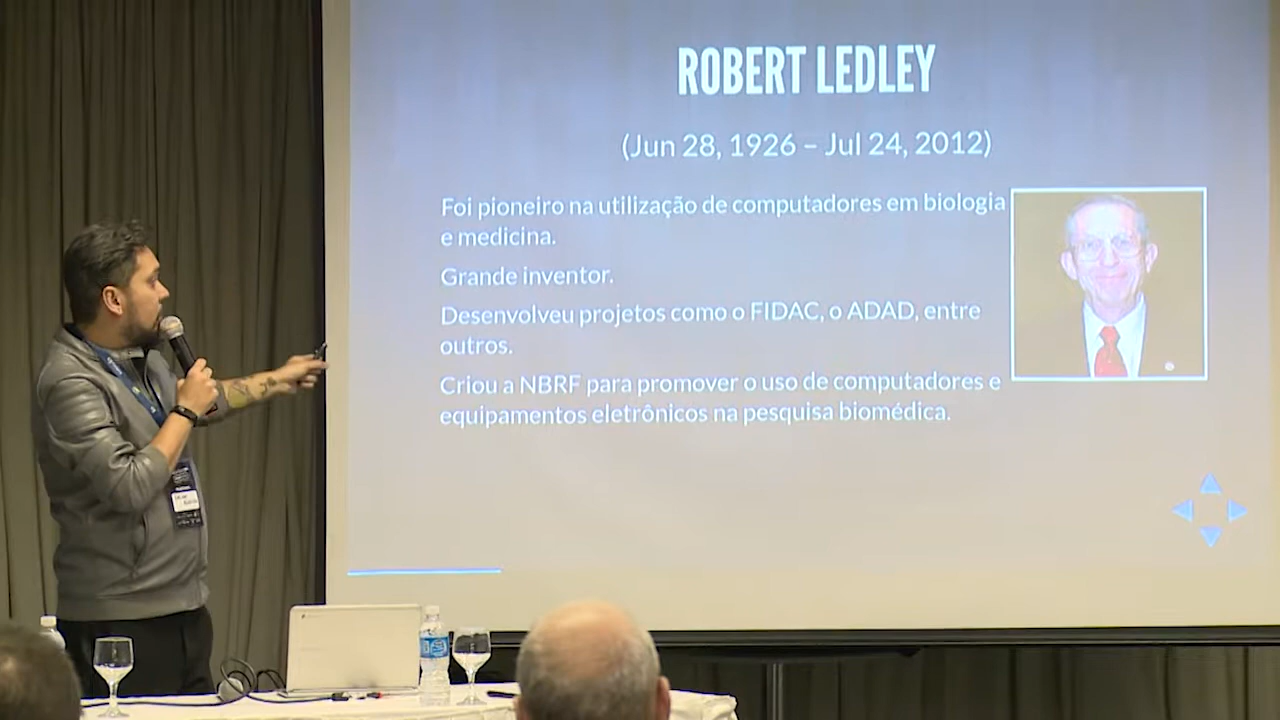 ROBERT LEDLEY
(Jun 28, 1926 – Jul 24, 2012)
Foi pioneiro na utilização de computadores em biologia
e medicina.
Grande inventor.
Desenvolveu projetos como o FIDAC, o ADAD, entre
outros.
Criou a NBRF para promover o uso de computadores e
equipamentos eletrônicos na pesquisa biomédica.